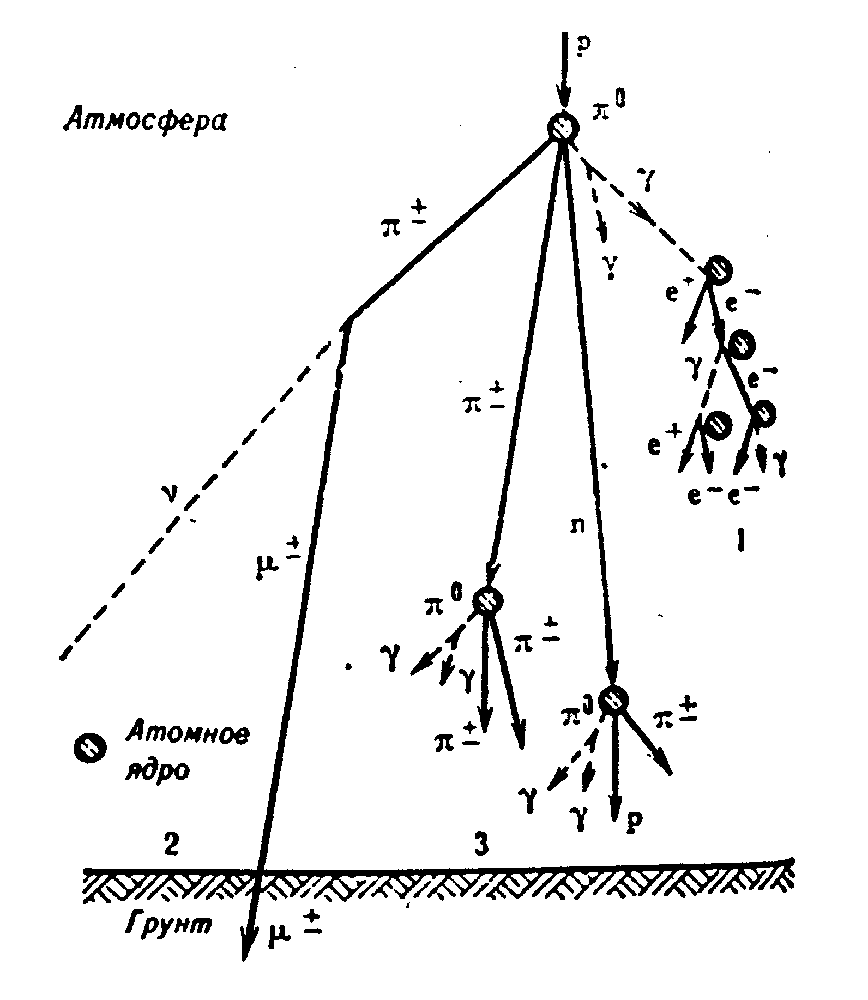 p
π⁰
Атмосфера
γ
π±
γ
e⁺
e⁻
γ
e⁻
π±
e⁺
γ
ν
e⁻
e⁻
n
1
μ±
π⁰
π±
γ
γ
π⁰
π±
Атомное
ядро
π±
γ
γ
p
2
3
Грунт
μ±